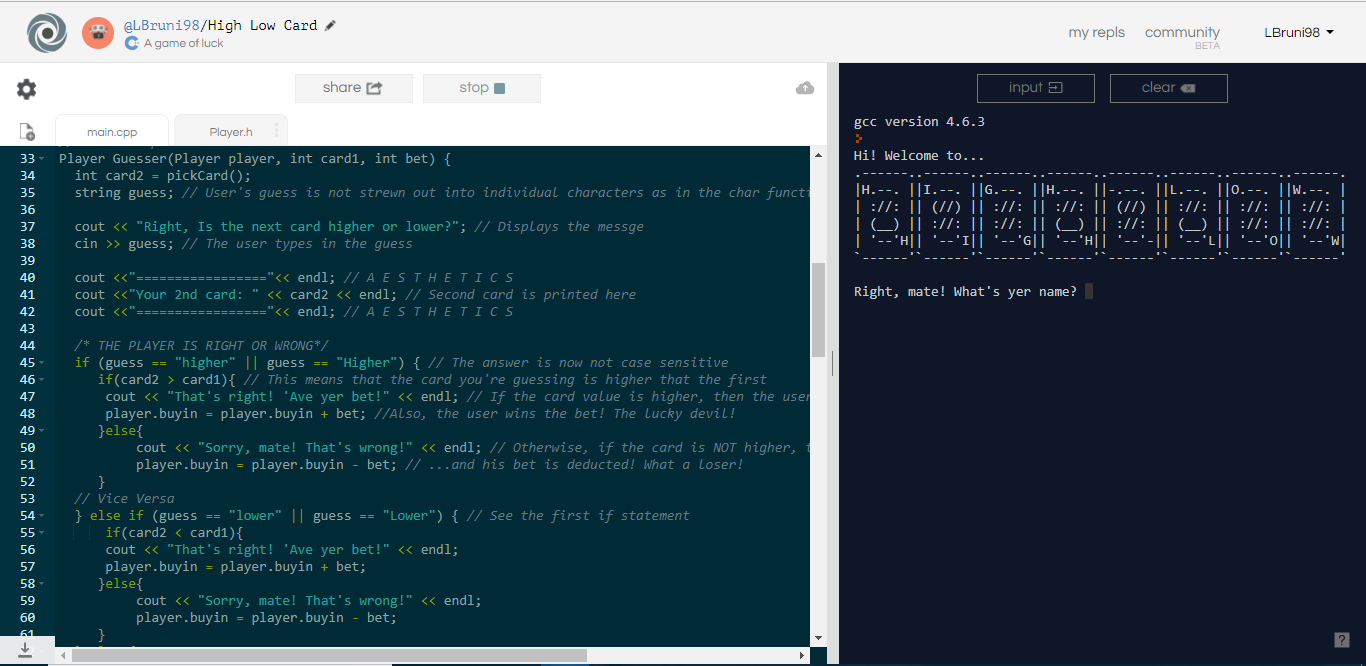 @LBruni98/High Low Card
A game of luck
my repls community BETA LBruni98
share stop
input clear
main.cpp Player.h
33 Player Guesser(Player player, int card1, int bet) {
34 int card2 = pickCard();
35 string guess; // User's guess is not strewn out into individual characters as in the char functi
36
37 cout << "Right, Is the next card higher or lower?"; // Displays the messge
38 cin >> guess; // The user types in the guess
39
40 cout <<"================="<< endl; // A E S T H E T I C S
41 cout <<"Your 2nd card: " << card2 << endl; // Second card is printed here
42 cout <<"================="<< endl; // A E S T H E T I C S
43
44 /* THE PLAYER IS RIGHT OR WRONG*/
45 if (guess == "higher" || guess == "Higher") { // The answer is now not case sensitive
46 if(card2 > card1){ // This means that the card you're guessing is higher that the first
47 cout << "That's right! 'Ave yer bet!" << endl; // If the card value is higher, then the user
48 player.buyin = player.buyin + bet; //Also, the user wins the bet! The lucky devil!
49 }else{
50 cout << "Sorry, mate! That's wrong!" << endl; // Otherwise, if the card is NOT higher,
51 player.buyin = player.buyin - bet; // ...and his bet is deducted! What a loser!
52 }
53 // Vice Versa
54 } else if (guess == "lower" || guess == "Lower") { // See the first if statement
55 if(card2 < card1){
56 cout << "That's right! 'Ave yer bet!" << endl;
57 player.buyin = player.buyin + bet;
58 }else{
59 cout << "Sorry, mate! That's wrong!" << endl;
60 player.buyin = player.buyin - bet;
61 }
gcc version 4.6.3
Hi! Welcome to...
.------..------..------..------..------..------..------..------.
|H.--. ||I.--. ||G.--. ||H.--. ||-.--. ||L.--. ||O.--. ||W.--. |
| :/\: || (\/) || :/\: || :/\: || (\/) || :/\: || :/\: || :/\: |
| (__) || :\/: || :\/: || (__) || :\/: || (__) || :\/: || :\/: |
| '--'H|| '--'I|| '--'G|| '--'H|| '--'-|| '--'L|| '--'O|| '--'W|
`------'`------'`------'`------'`------'`------'`------'`------'
Right, mate! What's yer name?
?